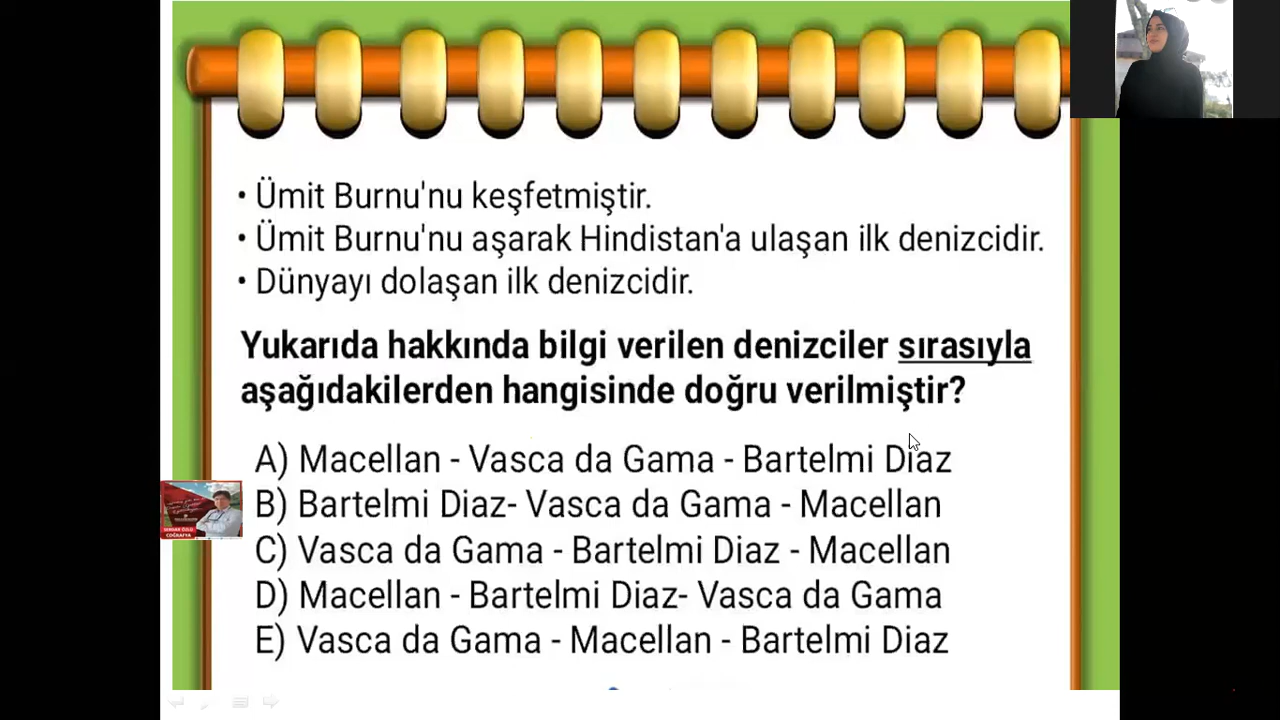 • Ümit Burnu'nu keşfetmiştir.
• Ümit Burnu'nu aşarak Hindistan'a ulaşan ilk denizcidir.
• Dünyayı dolaşan ilk denizcidir.
Yukarıda hakkında bilgi verilen denizciler sırasıyla
aşağıdakilerden hangisinde doğru verilmiştir?
A) Macellan - Vasca da Gama - Bartelmi Diaz
B) Bartelmi Diaz- Vasca da Gama - Macellan
C) Vasca da Gama - Bartelmi Diaz - Macellan
D) Macellan - Bartelmi Diaz- Vasca da Gama
E) Vasca da Gama - Macellan - Bartelmi Diaz
COĞRAFYA